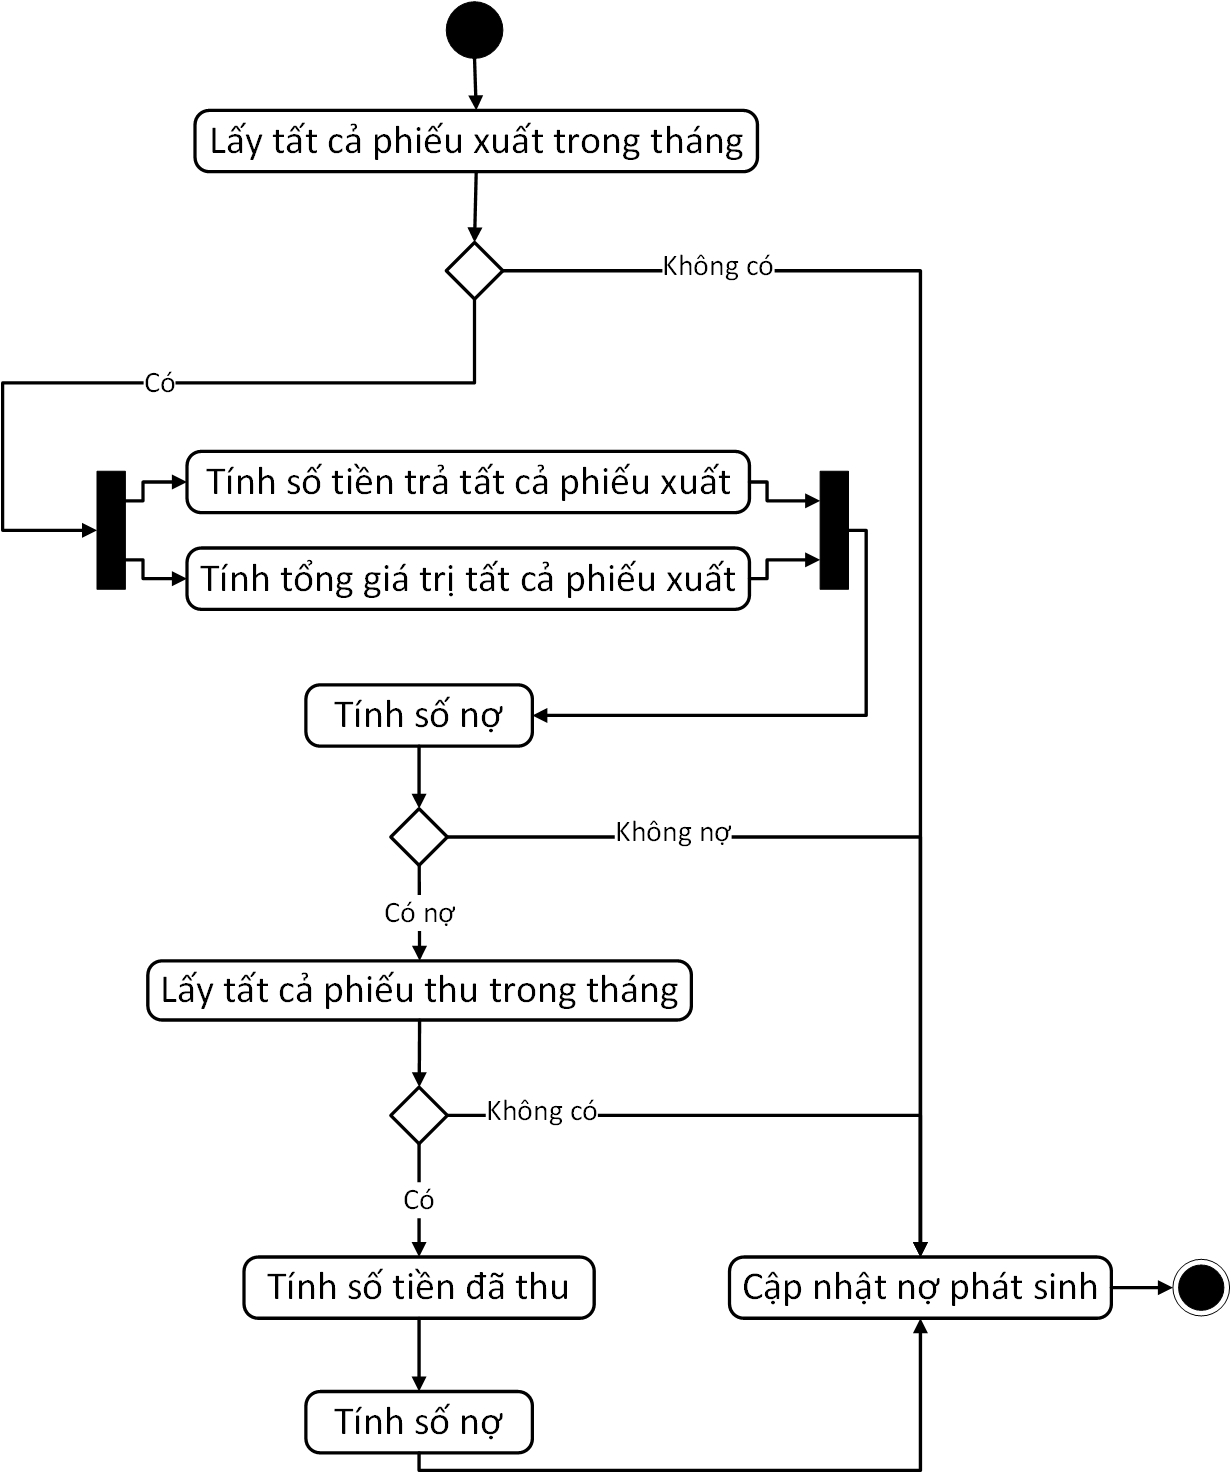 Lấy tất cả phiếu xuất trong tháng
Không có
Có
Tính số tiền trả tất cả phiếu xuất
Tính tổng giá trị tất cả phiếu xuất
Tính số nợ
Không nợ
Có nợ
Lấy tất cả phiếu thu trong tháng
Không có
Có
Tính số tiền đã thu
Cập nhật nợ phát sinh
Tính số nợ